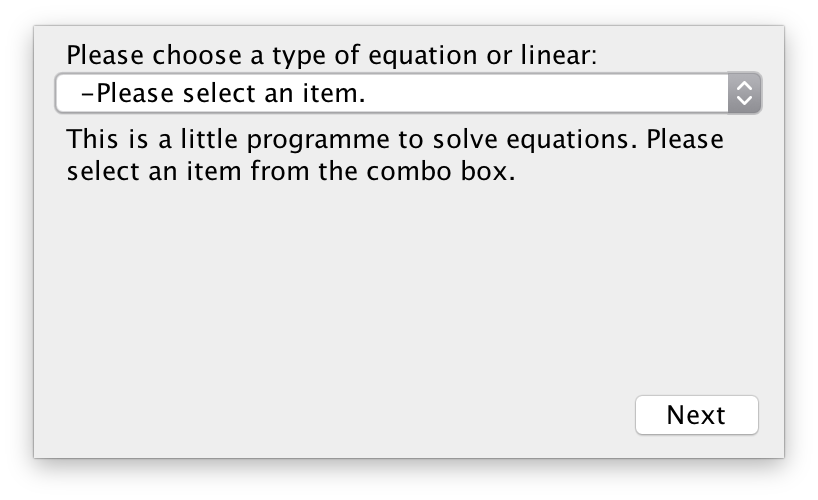 Please choose a type of equation or linear:
-Please select an item.
This is a little programme to solve equations. Please
select an item from the combo box.
Next